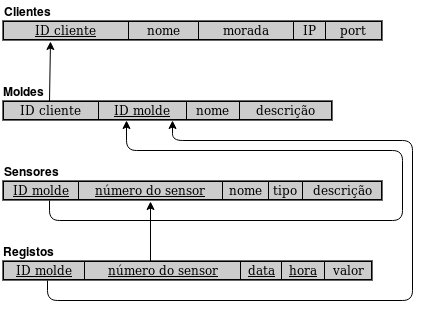 Clientes
ID cliente nome morada IP port
Moldes
ID cliente ID molde nome descrição
Sensores
ID molde número do sensor nome tipo descrição
Registos
ID molde número do sensor data hora valor